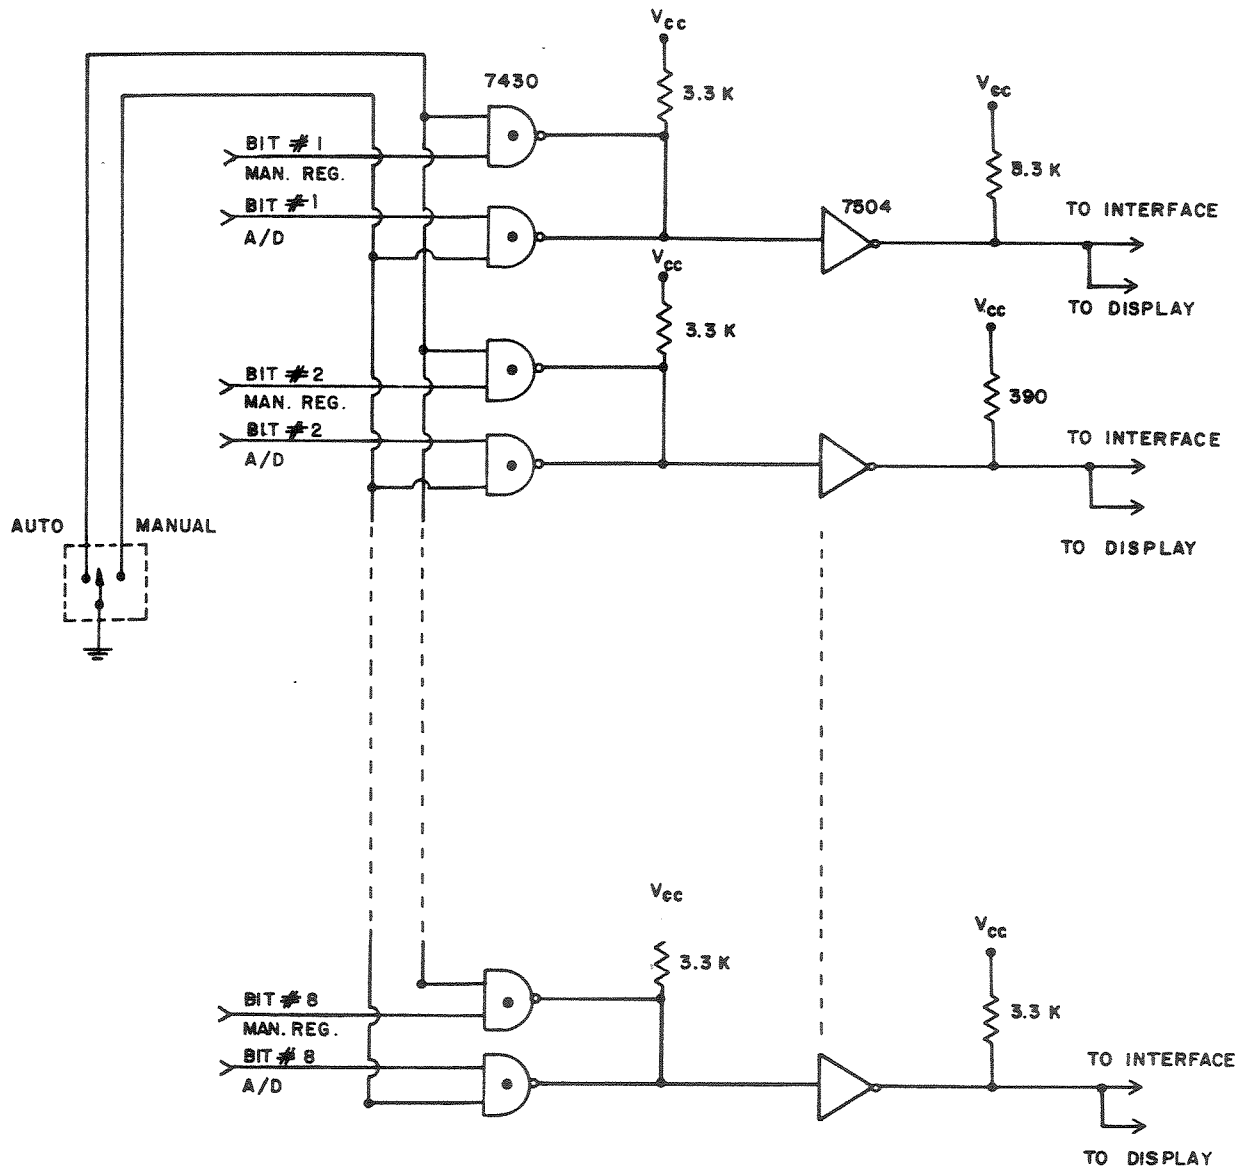 Vcc
7430
3.3 K
Vcc
BIT # 1
MAN. REG.
3.3 K
BIT # 1
A/D
7504
TO INTERFACE
Vcc
TO DISPLAY
3.3 K
Vcc
BIT # 2
MAN. REG.
390
BIT # 2
A/D
TO INTERFACE
AUTO
MANUAL
TO DISPLAY
Vcc
3.3 K
Vcc
BIT # 8
MAN. REG.
3.3 K
BIT # 8
A/D
TO INTERFACE
TO DISPLAY